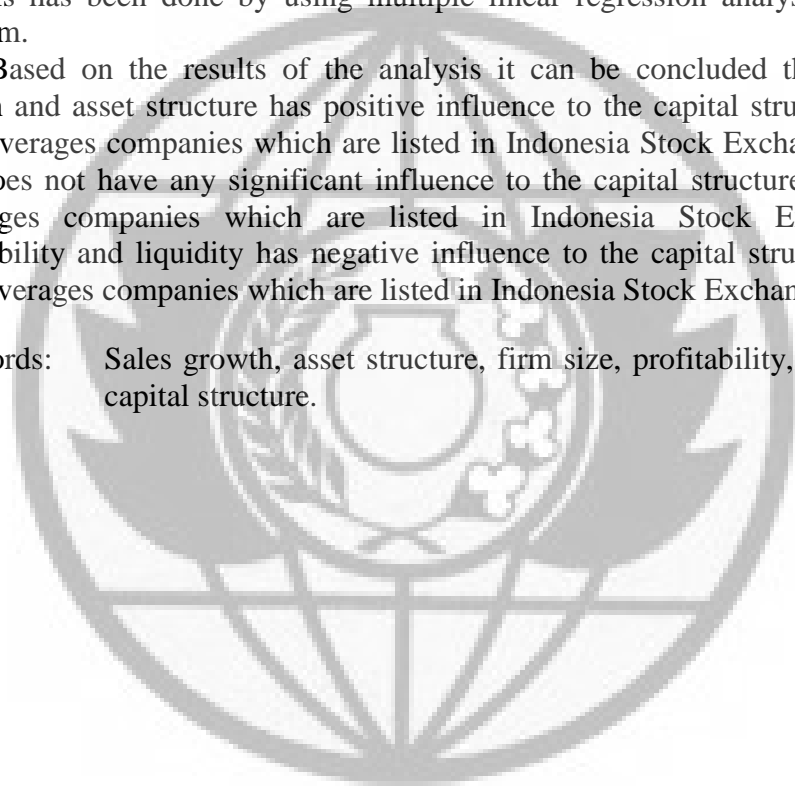 s has been done by using multiple linear regression analys
m.
Based on the results of the analysis it can be concluded th
n and asset structure has positive influence to the capital stru
verages companies which are listed in Indonesia Stock Excha
oes not have any significant influence to the capital structure
ges companies which are listed in Indonesia Stock E
bility and liquidity has negative influence to the capital stru
verages companies which are listed in Indonesia Stock Exchan
ords: Sales growth, asset structure, firm size, profitability,
capital structure.